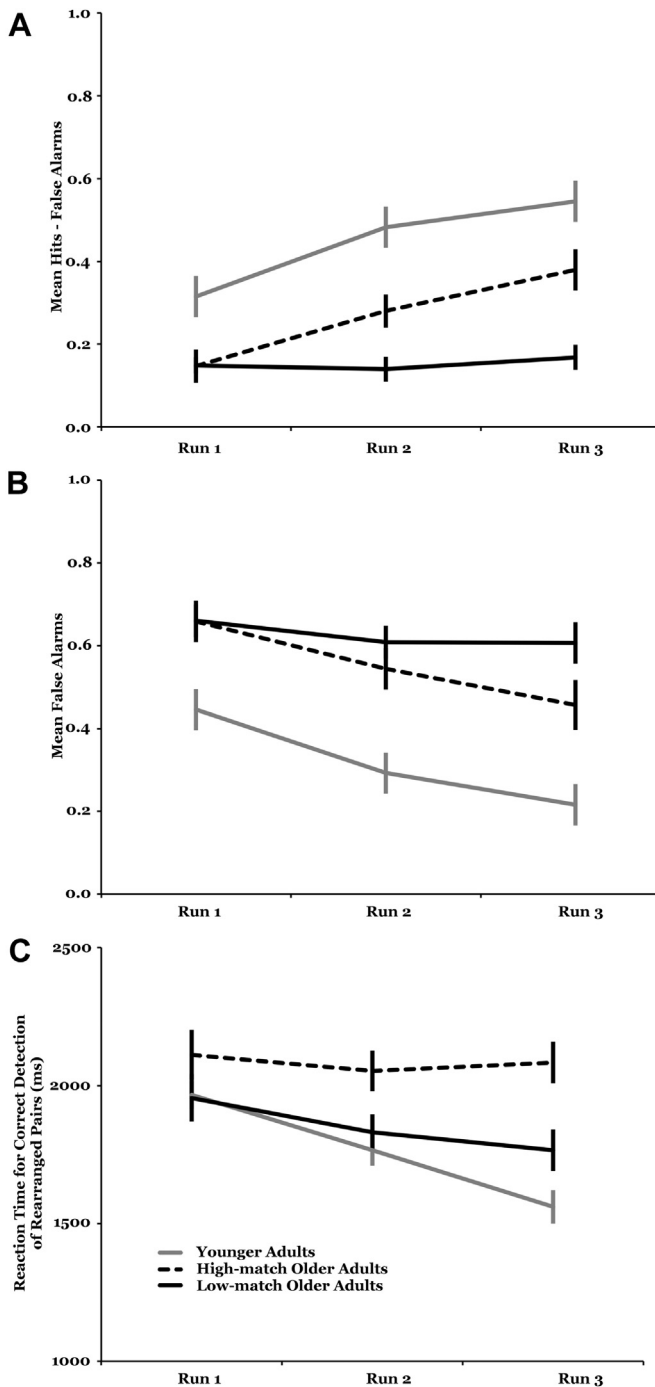 A
Mean Hits - False Alarms
1.0
0.8
0.6
0.4
0.2
0.0
Run 1 Run 2 Run 3
B
Mean False Alarms
1.0
0.8
0.6
0.4
0.2
0.0
Run 1 Run 2 Run 3
C
Reaction Time for Correct Detection
of Rearranged Pairs (ms)
2500
2000
1500
1000
Younger Adults
High-match Older Adults
Low-match Older Adults
Run 1 Run 2 Run 3